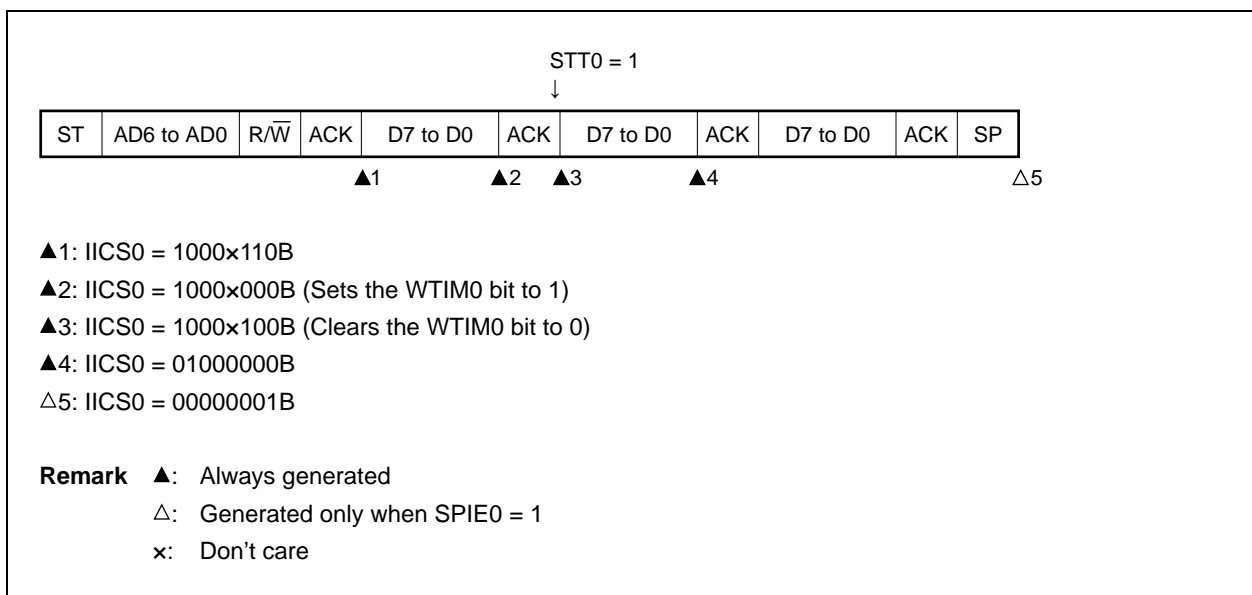 STT0 = 1
↓
ST AD6 to AD0 R/W̅ ACK D7 to D0 ACK D7 to D0 ACK D7 to D0 ACK SP
▲1 ▲2 ▲3 ▲4 △5
▲1: IICS0 = 1000×110B
▲2: IICS0 = 1000×000B (Sets the WTIM0 bit to 1)
▲3: IICS0 = 1000×100B (Clears the WTIM0 bit to 0)
▲4: IICS0 = 01000000B
△5: IICS0 = 00000001B
Remark ▲: Always generated
△: Generated only when SPIE0 = 1
×: Don't care